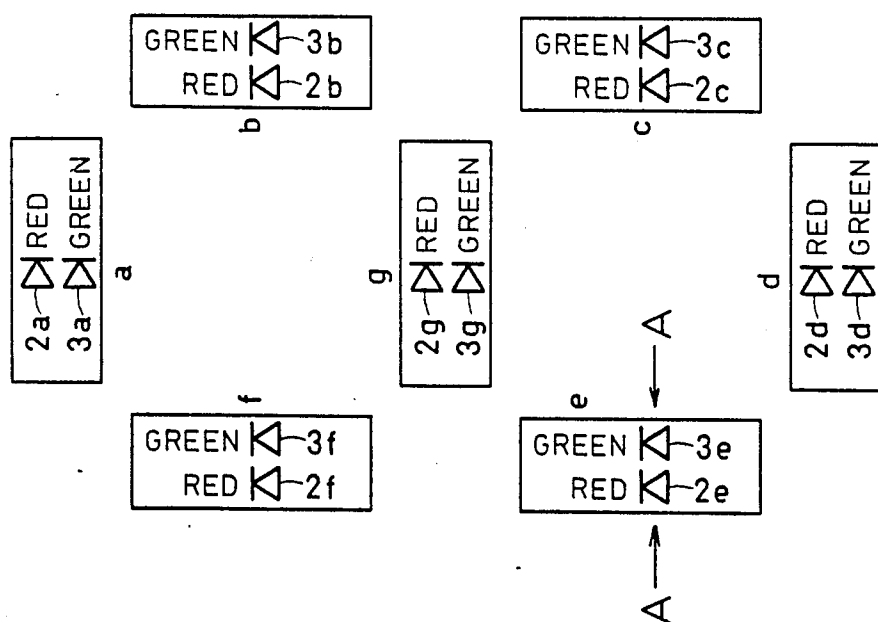 GREEN 3b
RED 2b
b
GREEN 3c
RED 2c
c
2a RED
3a GREEN
a
g
2g RED
3g GREEN
d
2d RED
3d GREEN
f
GREEN 3f
RED 2f
e
A
GREEN 3e
RED 2e
A